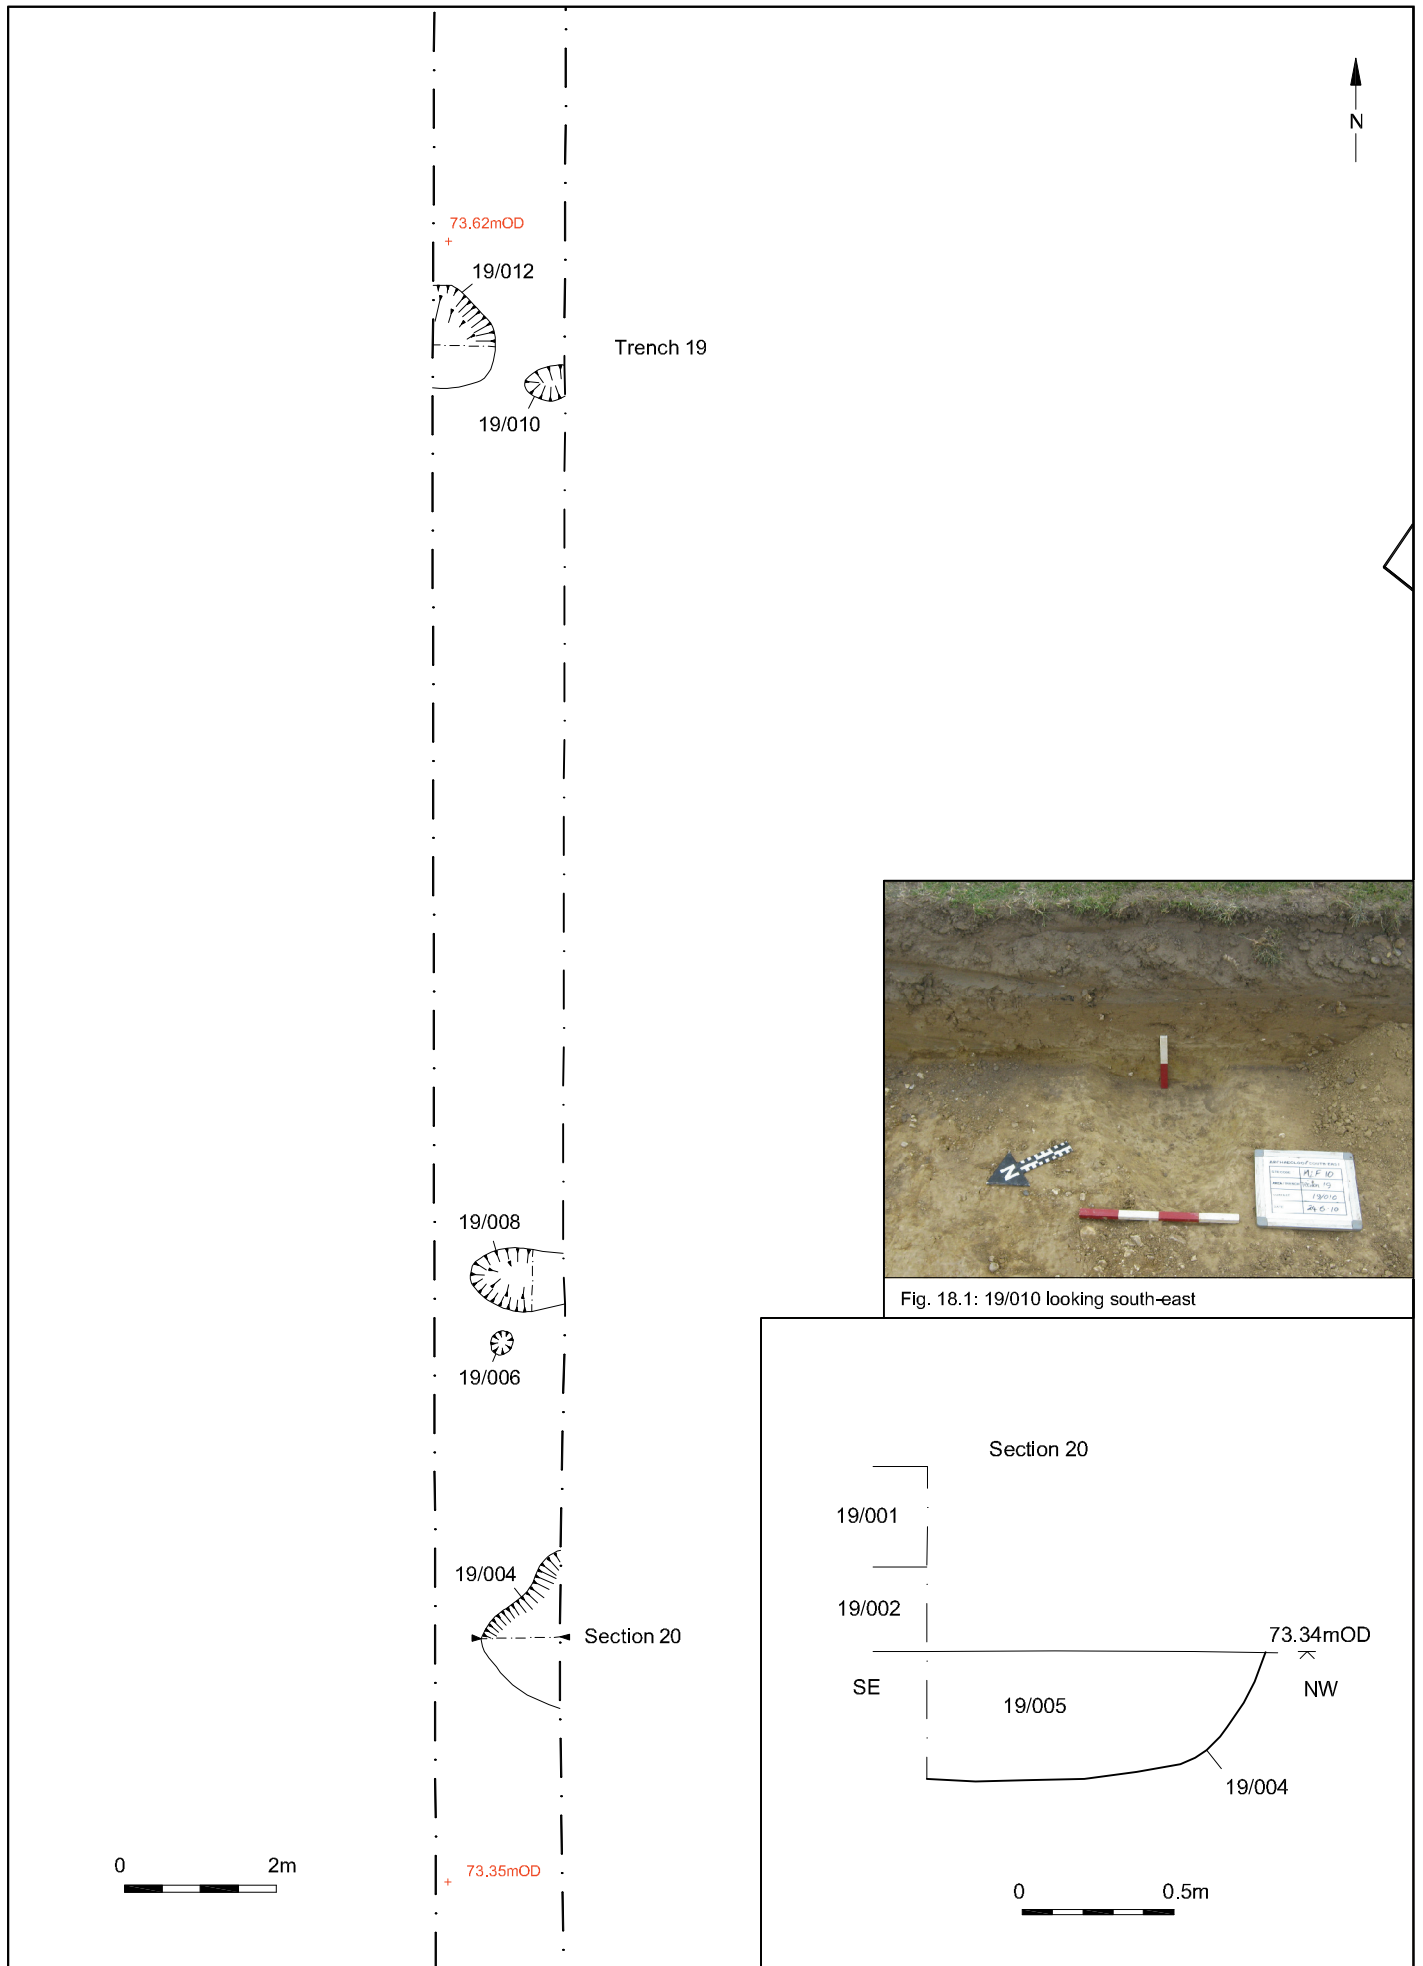 N
73.62mOD
19/012
Trench 19
19/010
19/008
19/006
19/004
Section 20
0 2m
73.35mOD
N
19/010
Fig. 18.1: 19/010 looking south-east
Section 20
19/001
19/002
73.34mOD
SE
NW
19/005
19/004
0 0.5m